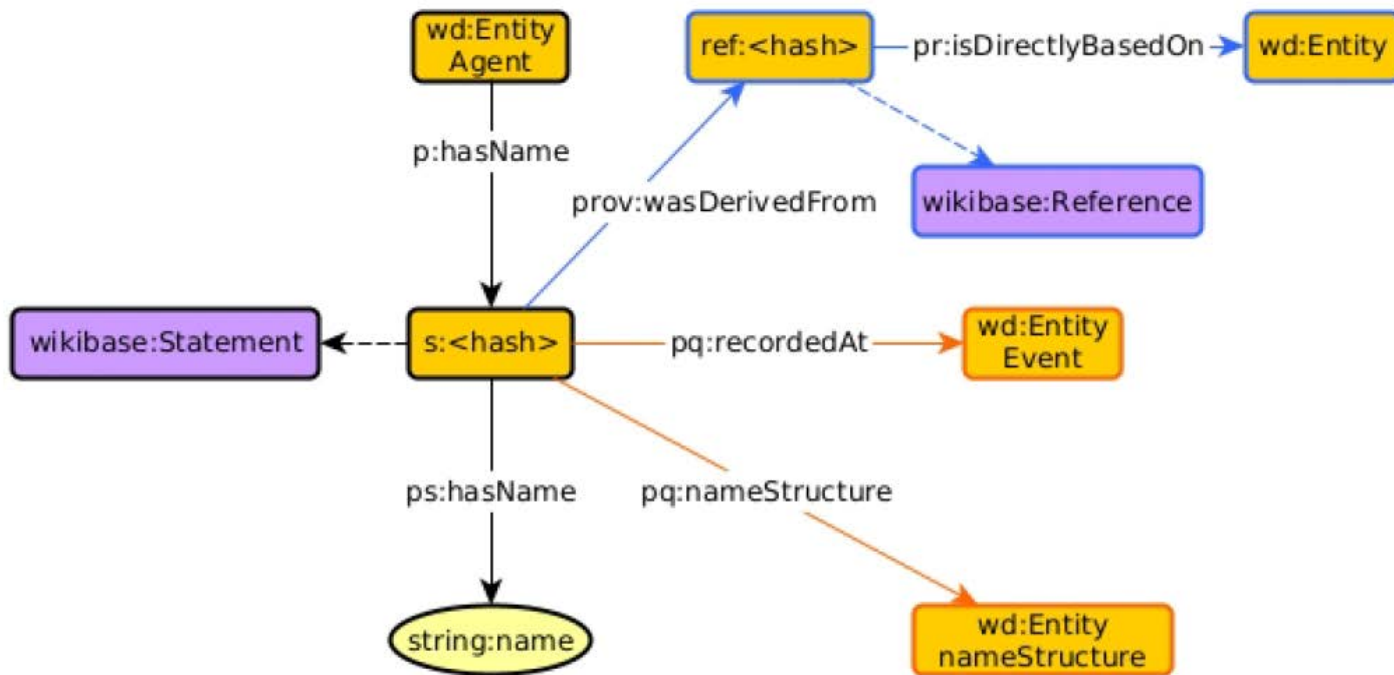 wd:Entity
Agent
ref:<hash>
pr:isDirectlyBasedOn
wd:Entity
p:hasName
prov:wasDerivedFrom
wikibase:Reference
wikibase:Statement
s:<hash>
pq:recordedAt
wd:Entity
Event
ps:hasName
pq:nameStructure
string:name
wd:Entity
nameStructure